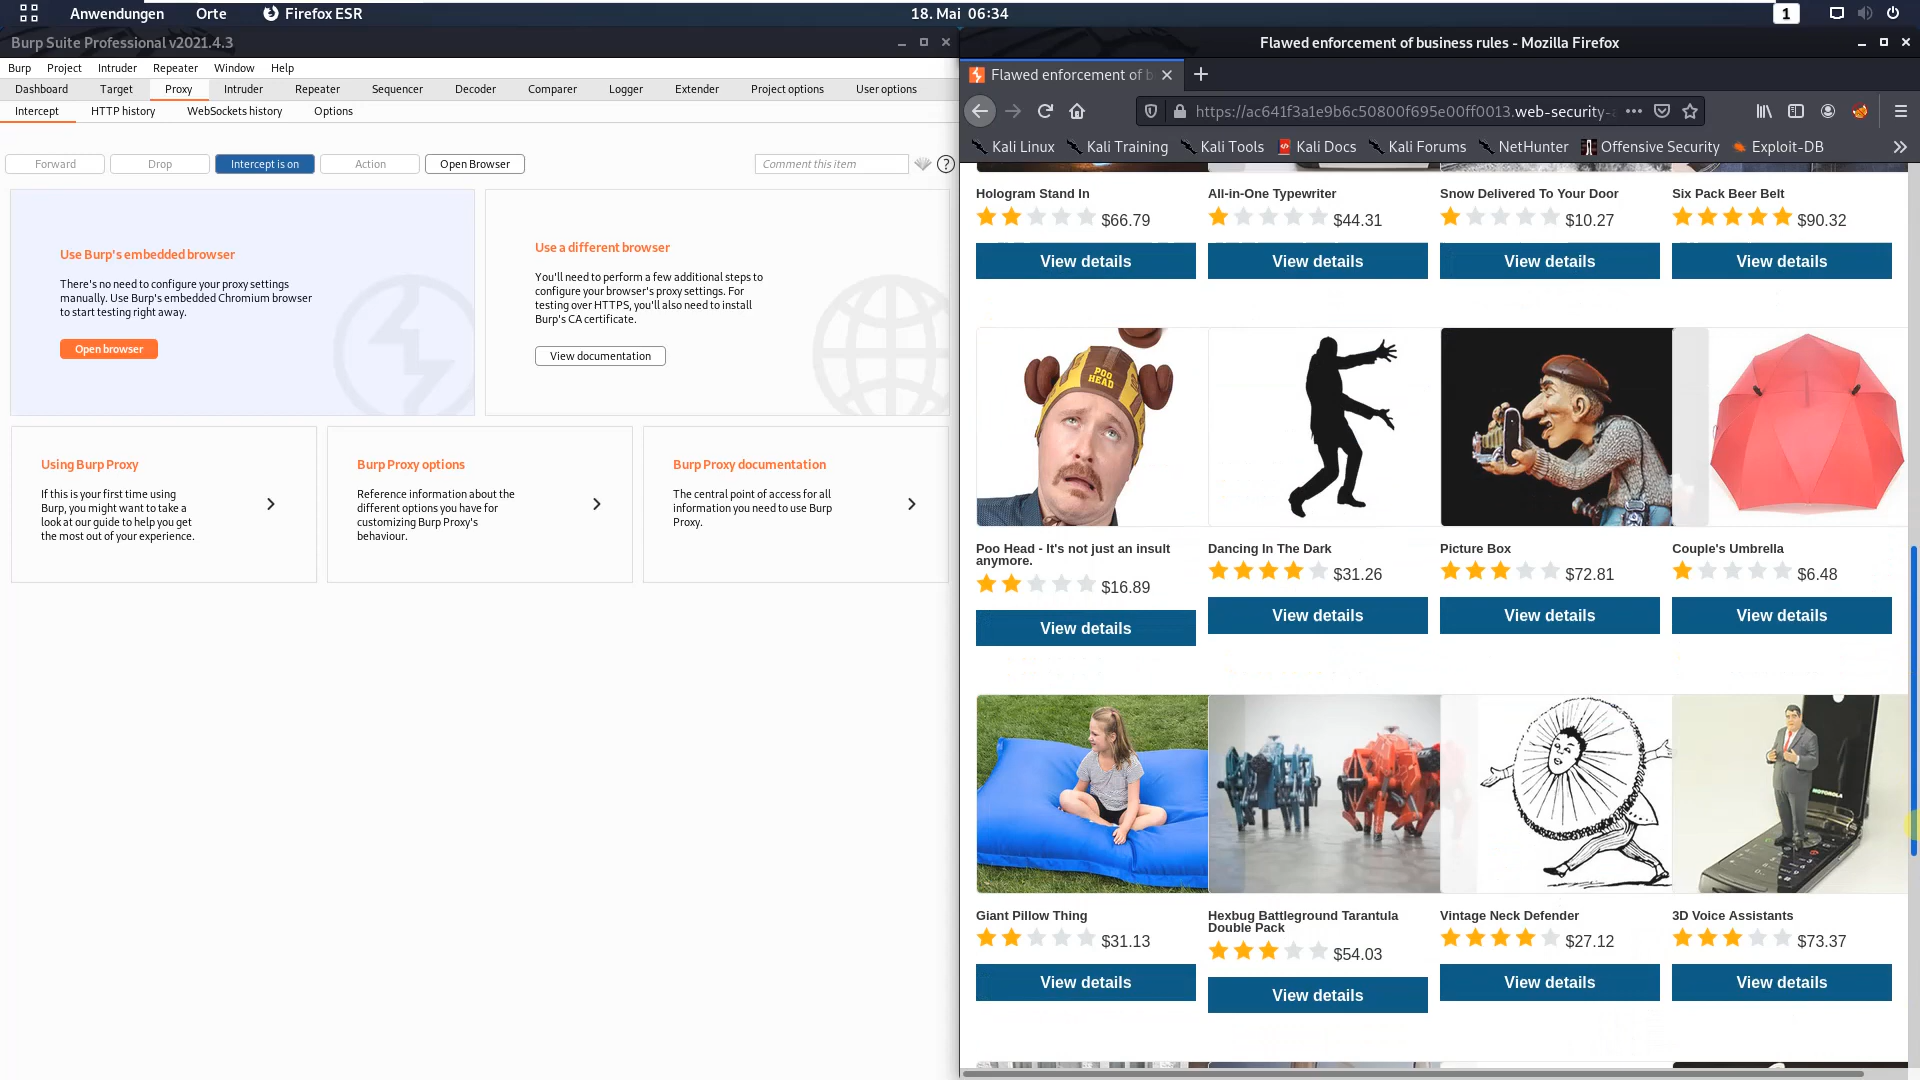 Anwendungen Orte Firefox ESR 18. Mai 06:34 1
Burp Suite Professional v2021.4.3
Burp Project Intruder Repeater Window Help
Dashboard Target Proxy Intruder Repeater Sequencer Decoder Comparer Logger Extender Project options User options
Intercept HTTP history WebSockets history Options
Forward Drop Intercept is on Action Open Browser Comment this item ?
Use Burp's embedded browser
There's no need to configure your proxy settings
manually. Use Burp's embedded Chromium browser
to start testing right away.
Open browser
Use a different browser
You'll need to perform a few additional steps to
configure your browser's proxy settings. For
testing over HTTPS, you'll also need to install
Burp's CA certificate.
View documentation
Using Burp Proxy
If this is your first time using
Burp, you might want to take a
look at our guide to help you get
the most out of your experience.
Burp Proxy options
Reference information about the
different options you have for
customizing Burp Proxy's
behaviour.
Burp Proxy documentation
The central point of access for all
information you need to use Burp
Proxy.
Flawed enforcement of business rules - Mozilla Firefox
Flawed enforcement of b
https://ac641f3a1e9b6c50800f695e00ff0013.web-security-
Kali Linux Kali Training Kali Tools Kali Docs Kali Forums NetHunter Offensive Security Exploit-DB
Hologram Stand In All-in-One Typewriter Snow Delivered To Your Door Six Pack Beer Belt
$66.79 $44.31 $10.27 $90.32
View details View details View details View details
POO
HEAD
Poo Head - It's not just an insult
anymore.
Dancing In The Dark Picture Box Couple's Umbrella
$16.89 $31.26 $72.81 $6.48
View details View details View details View details
MOTOROLA
Giant Pillow Thing
Hexbug Battleground Tarantula
Double Pack
Vintage Neck Defender 3D Voice Assistants
$31.13 $54.03 $27.12 $73.37
View details View details View details View details